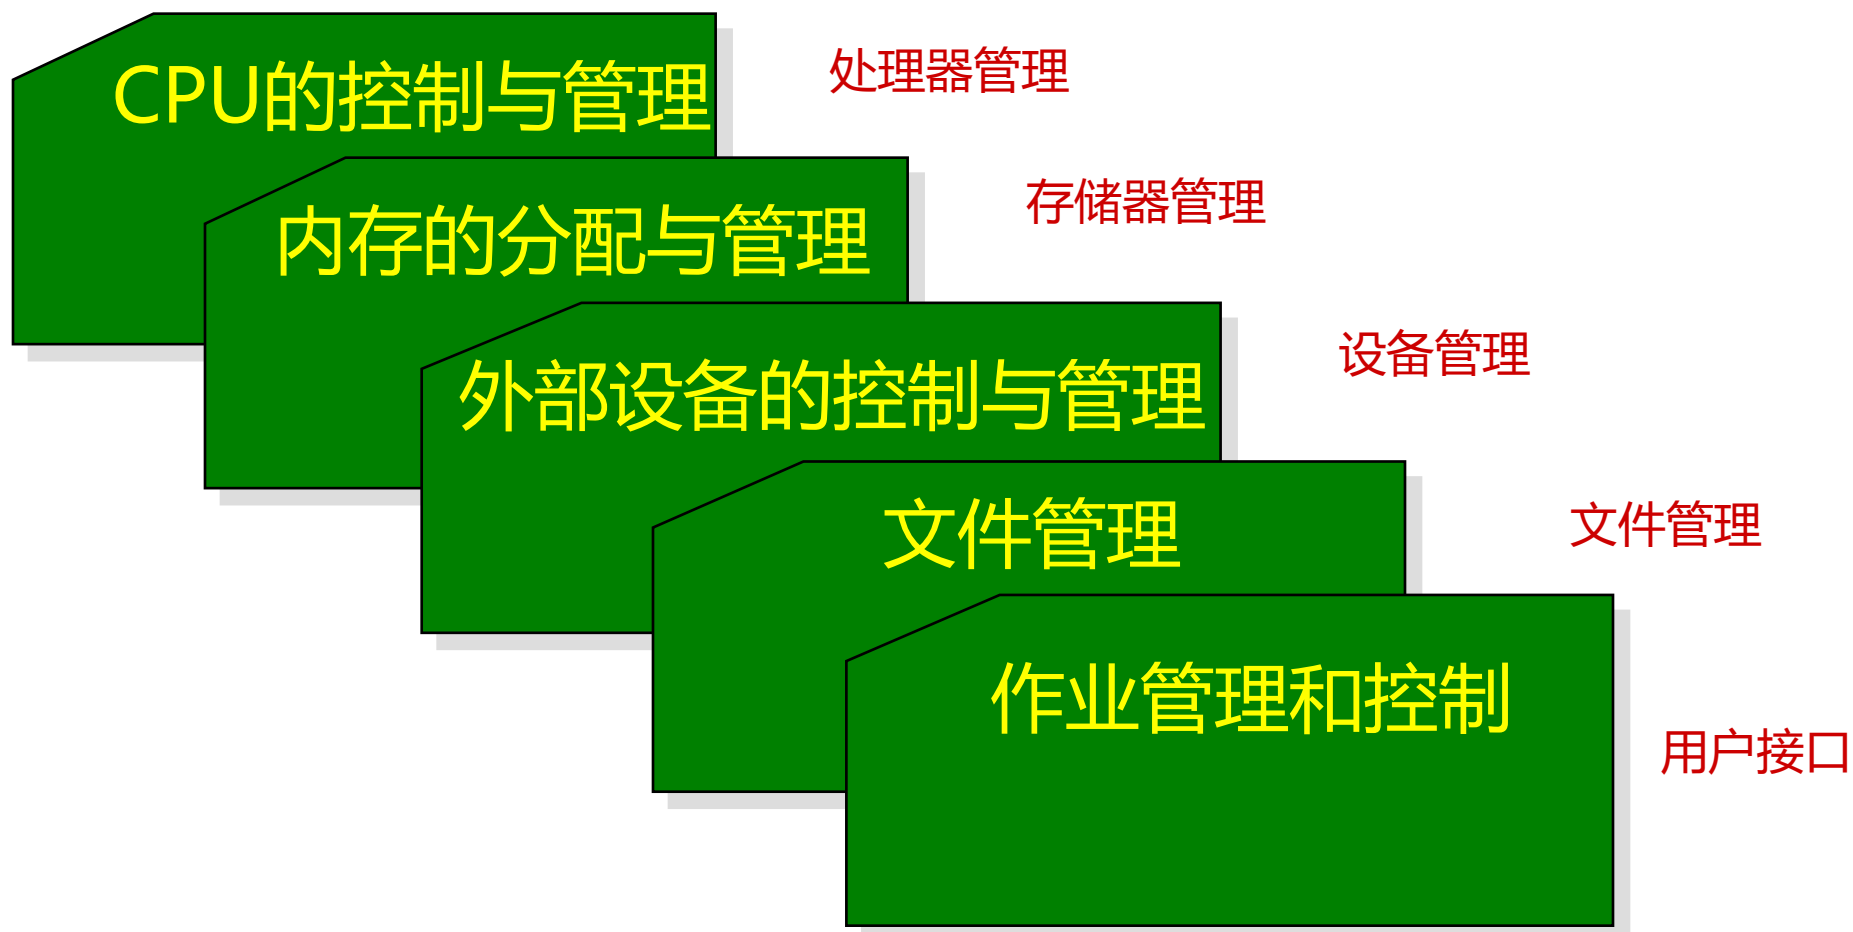 CPU的控制与管理
处理器管理
内存的分配与管理
存储器管理
外部设备的控制与管理
设备管理
文件管理
文件管理
作业管理和控制
用户接口